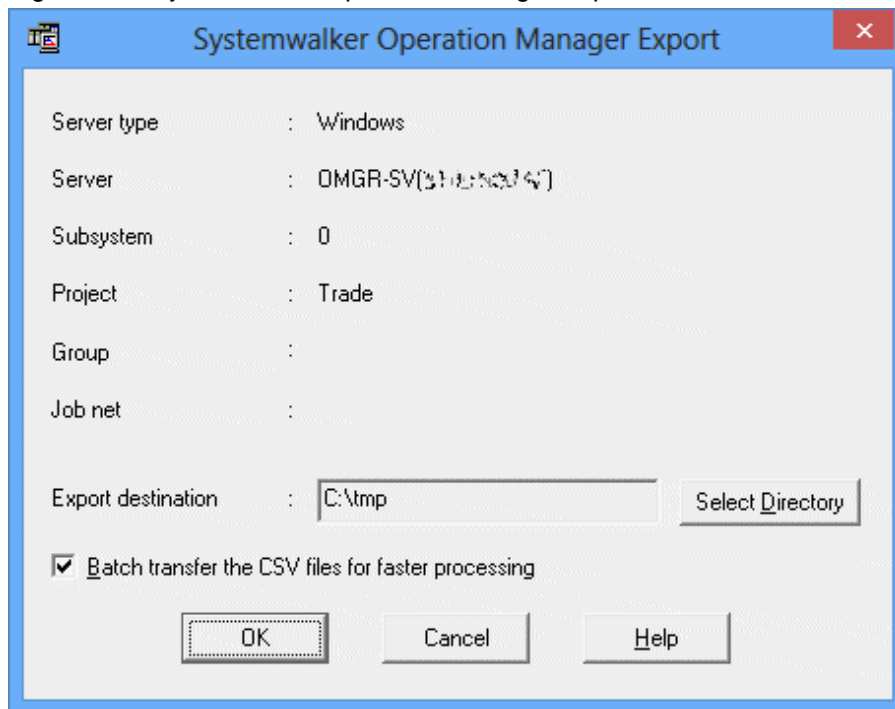 Systemwalker Operation Manager Export
Server type : Windows
Server : OMGR-SV(
Subsystem : 0
Project : Trade
Group :
Job net :
Export destination : C:\tmp Select Directory
Batch transfer the CSV files for faster processing
OK Cancel Help